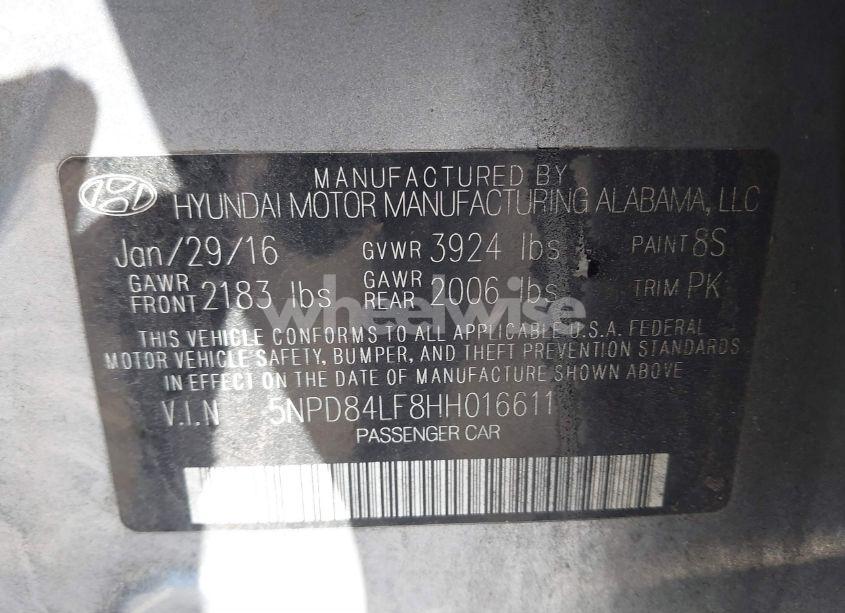 MANUFACTURED BY
HYUNDAI MOTOR MANUFACTURING ALABAMA, LLC
Jan/29/16 GVWR 3924 lbs PAINT 8S
GAWR FRONT 2183 lbs GAWR REAR 2006 lbs TRIM PK
wheelwise
THIS VEHICLE CONFORMS TO ALL APPLICABLE U.S.A. FEDERAL
MOTOR VEHICLE SAFETY, BUMPER, AND THEFT PREVENTION STANDARDS
IN EFFECT ON THE DATE OF MANUFACTURE SHOWN ABOVE.
V.I.N 5NPD84LF8HH016611
PASSENGER CAR